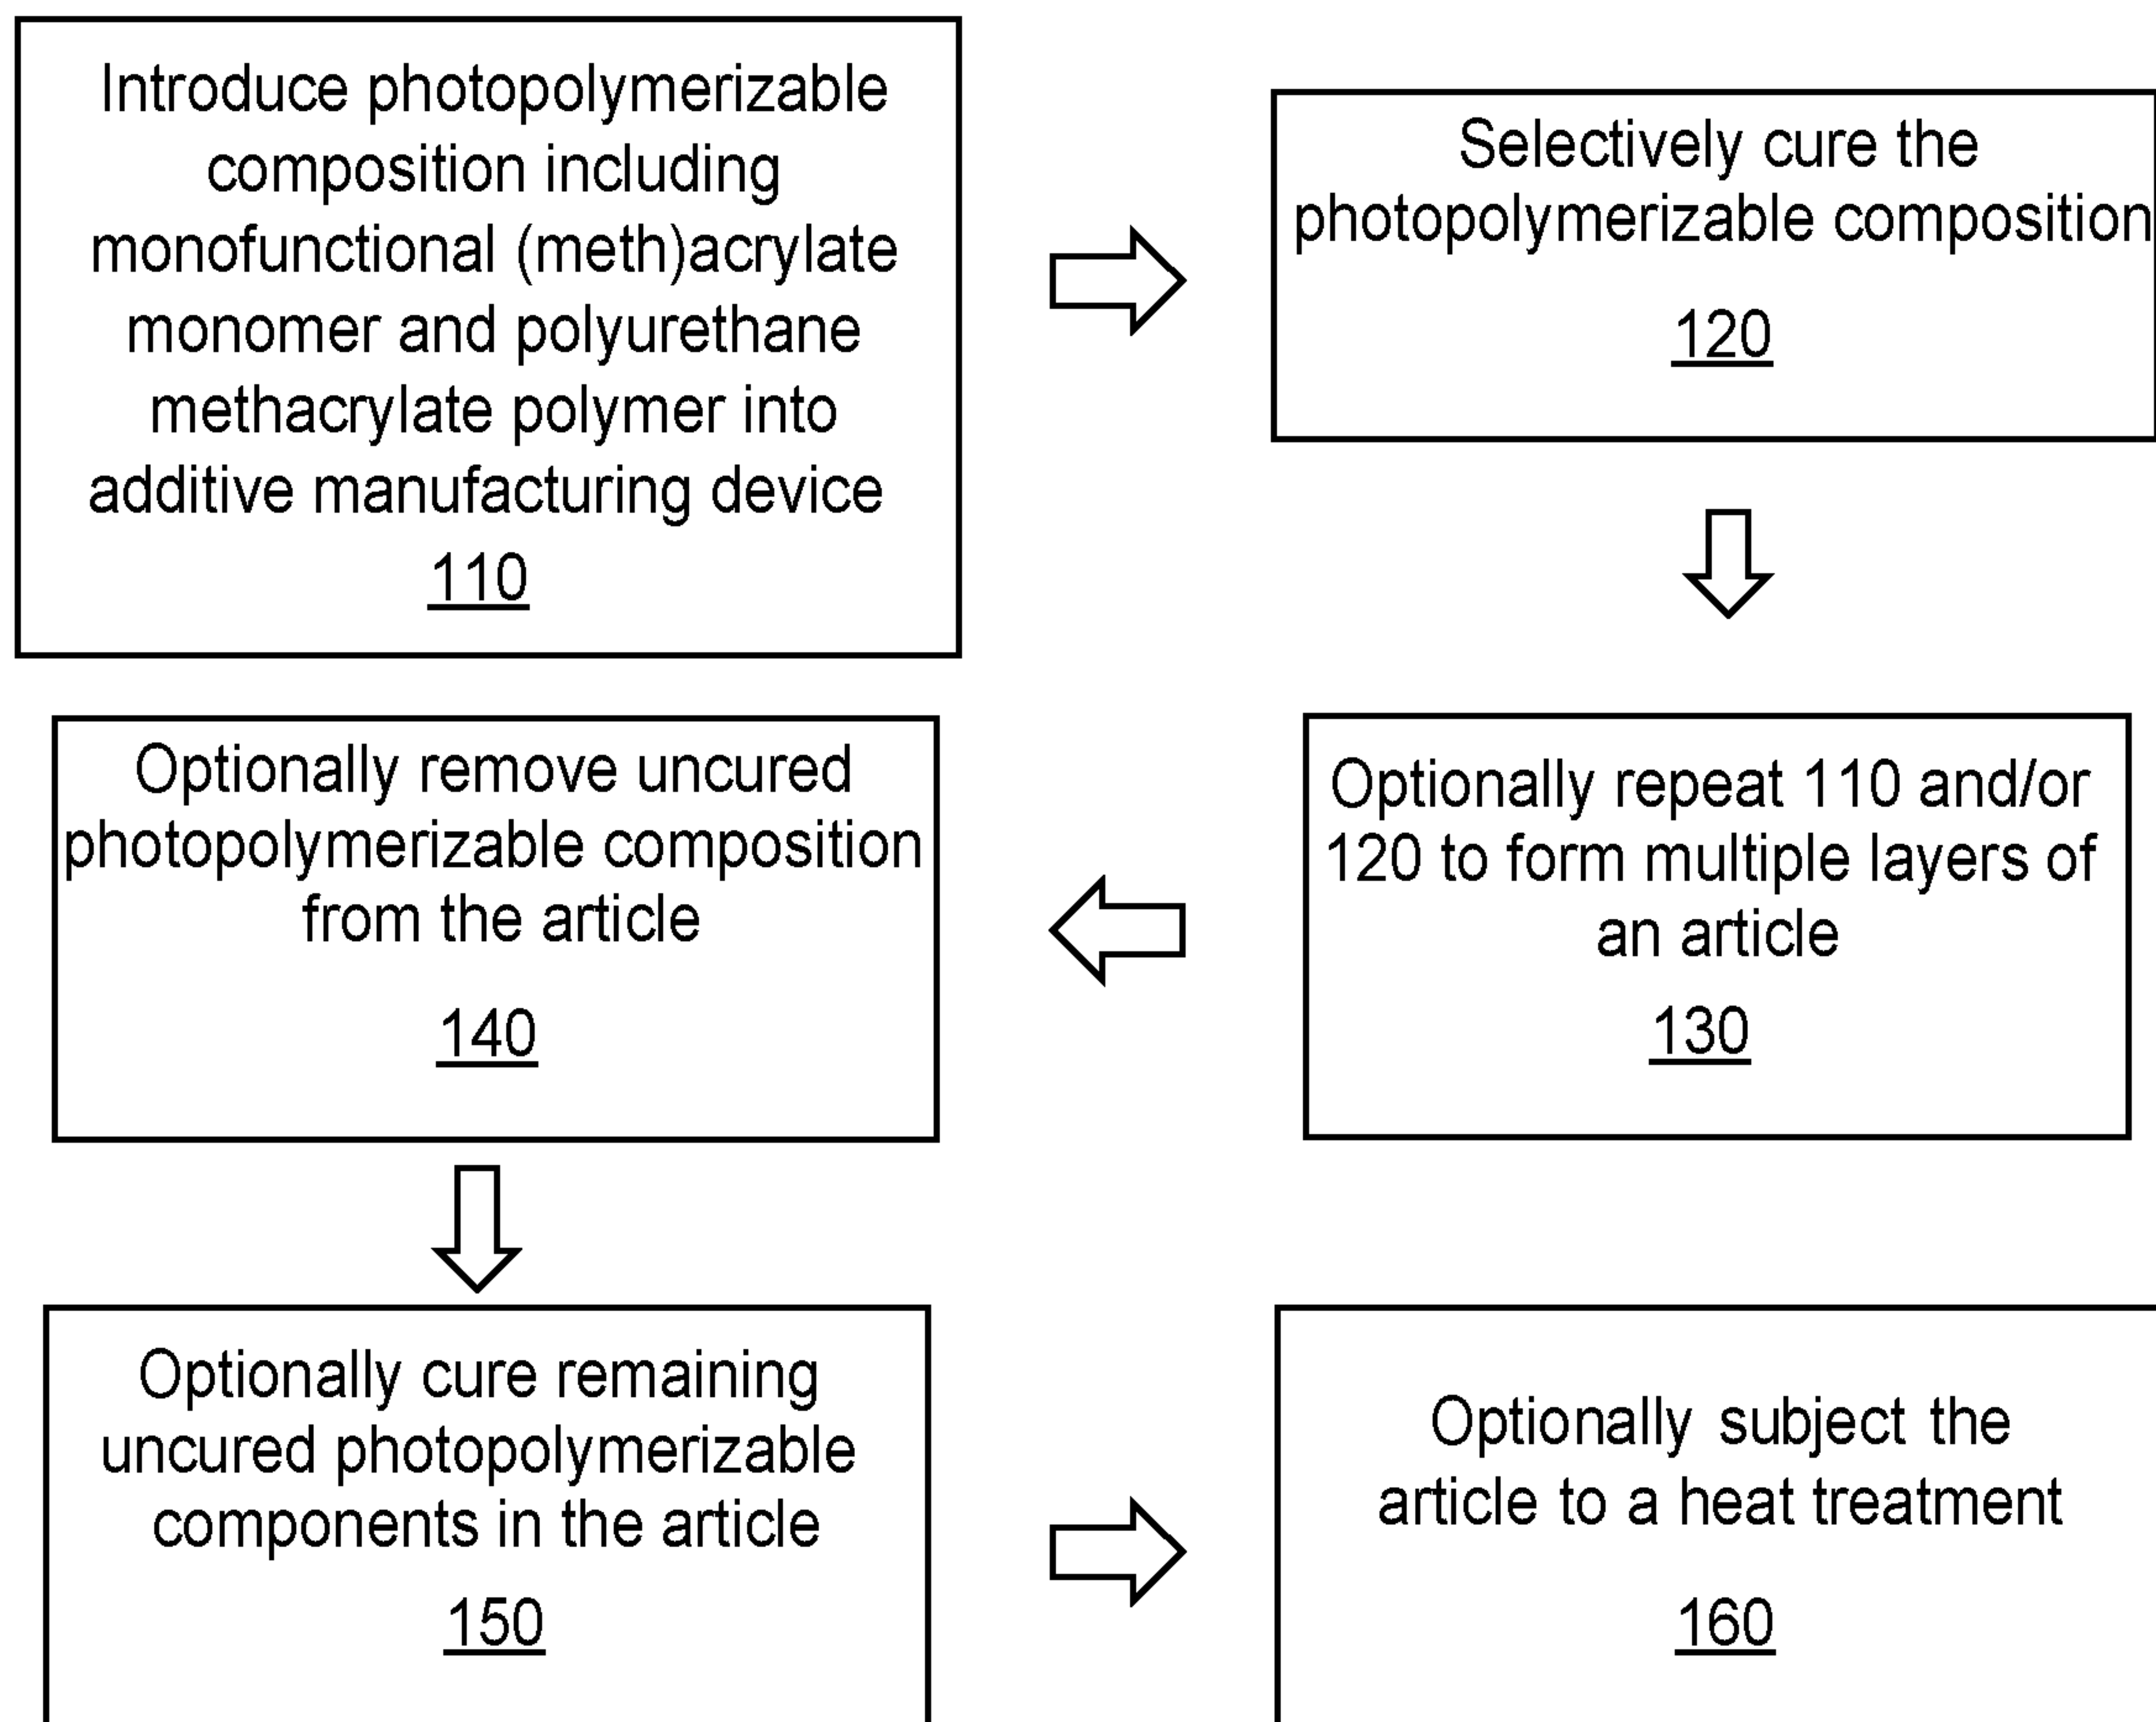 Introduce photopolymerizable
composition including
monofunctional (meth)acrylate
monomer and polyurethane
methacrylate polymer into
additive manufacturing device
110
Selectively cure the
photopolymerizable composition
120
Optionally repeat 110 and/or
120 to form multiple layers of
an article
130
Optionally remove uncured
photopolymerizable composition
from the article
140
Optionally cure remaining
uncured photopolymerizable
components in the article
150
Optionally subject the
article to a heat treatment
160